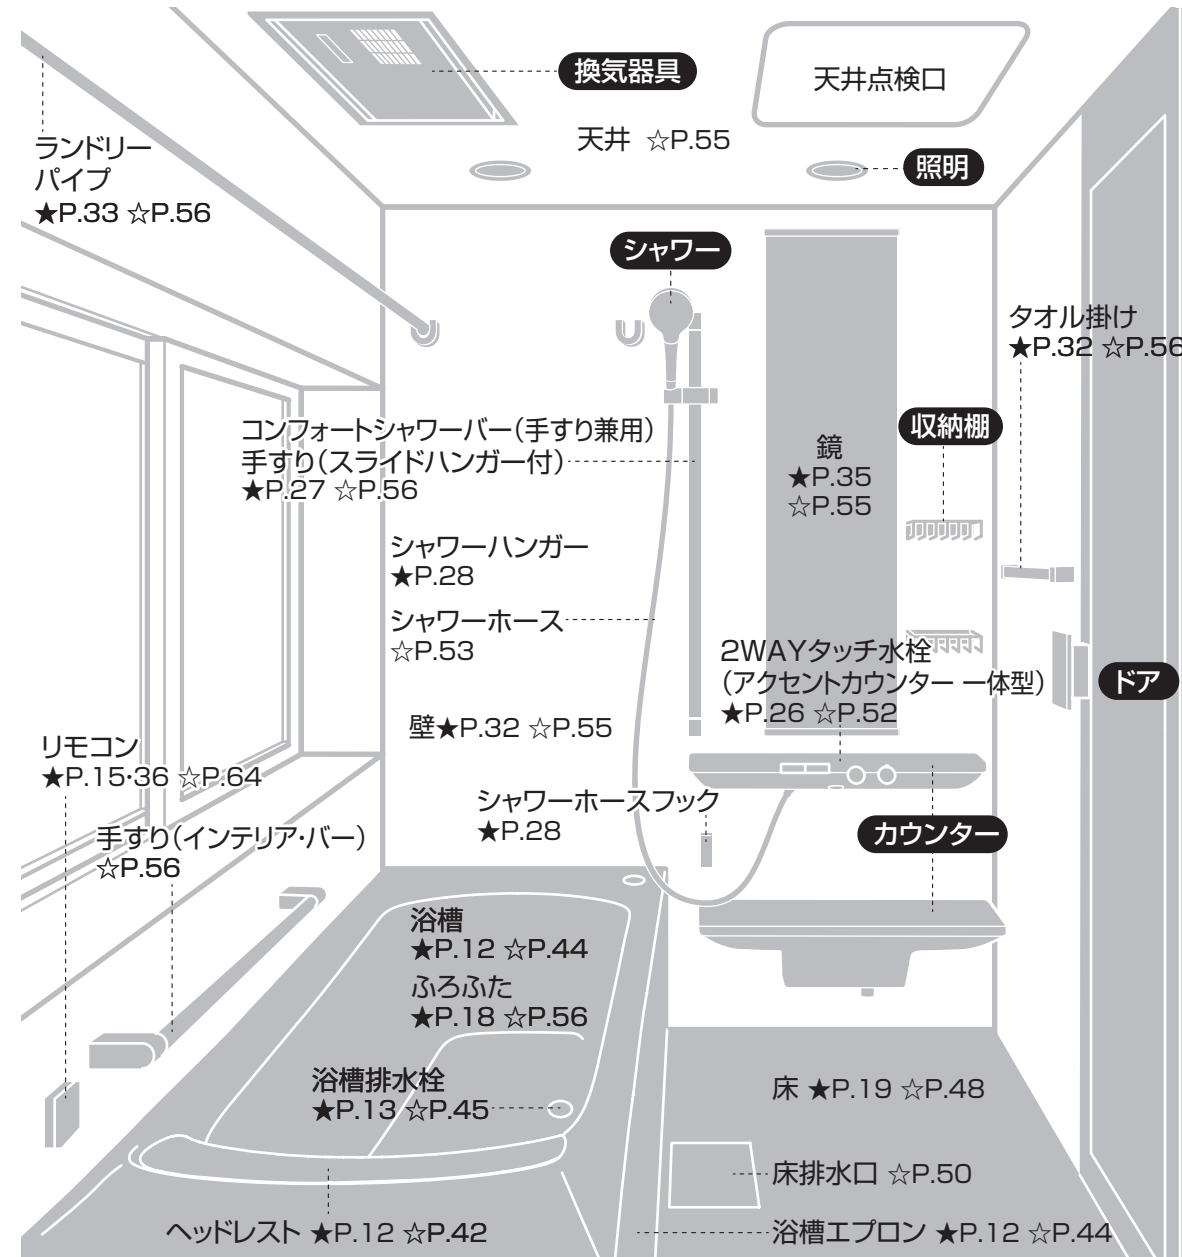 換気器具
天井点検口
天井 ☆P.55
ランドリー
パイプ
★P.33 ☆P.56
照明
シャワー
タオル掛け
★P.32 ☆P.56
コンフォートシャワーバー(手すり兼用)
手すり(スライドハンガー付)
★P.27 ☆P.56
収納棚
鏡
★P.35
☆P.55
シャワーハンガー
★P.28
シャワーホース
☆P.53
2WAYタッチ水栓
(アクセントカウンター 一体型)
★P.26 ☆P.52
ドア
壁★P.32 ☆P.55
リモコン
★P.15・36 ☆P.64
シャワーホースフック
★P.28
手すり(インテリア・バー)
☆P.56
カウンター
浴槽
★P.12 ☆P.44
ふろふた
★P.18 ☆P.56
浴槽排水栓
★P.13 ☆P.45
床 ★P.19 ☆P.48
床排水口 ☆P.50
ヘッドレスト ★P.12 ☆P.42
浴槽エプロン ★P.12 ☆P.44